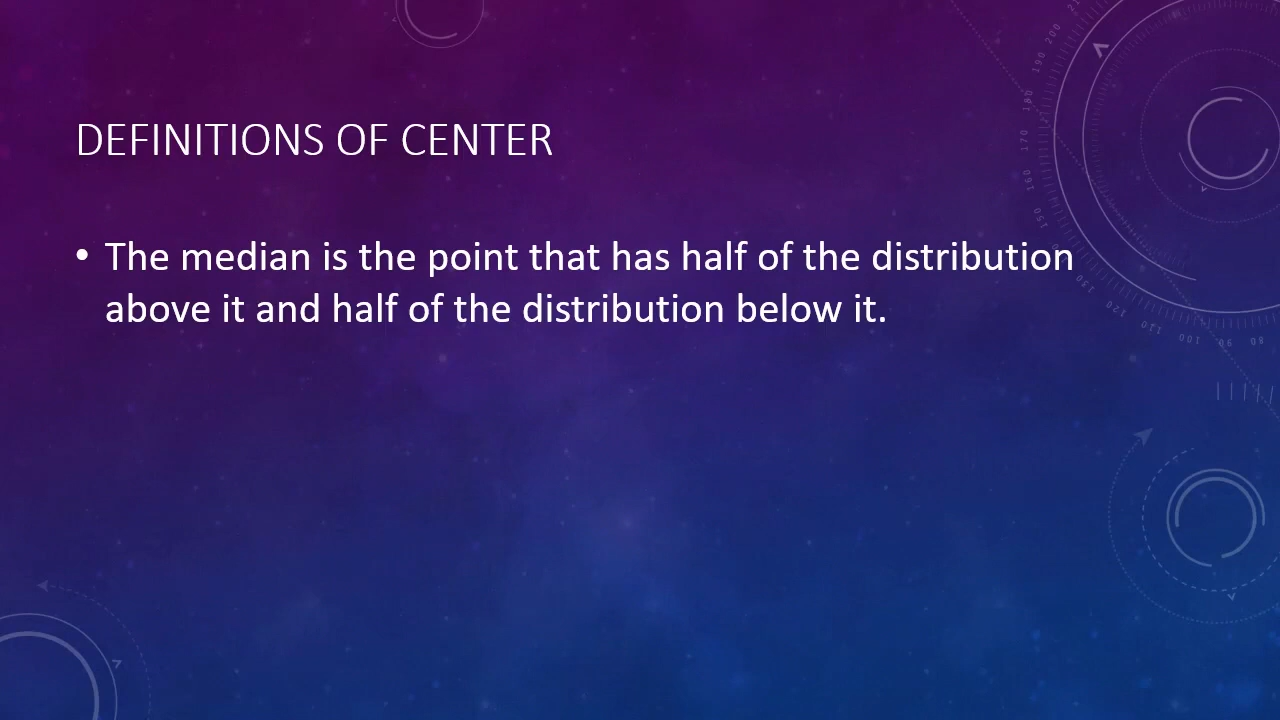 DEFINITIONS OF CENTER
• The median is the point that has half of the distribution
above it and half of the distribution below it.